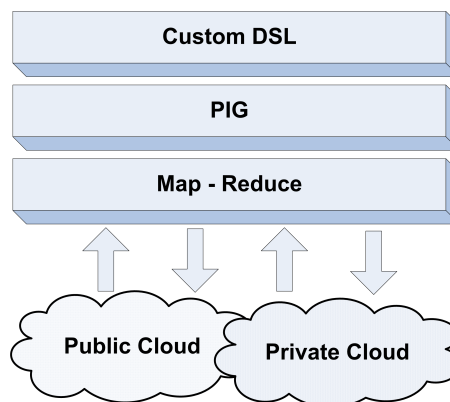 Custom DSL
PIG
Map - Reduce
Public Cloud
Private Cloud